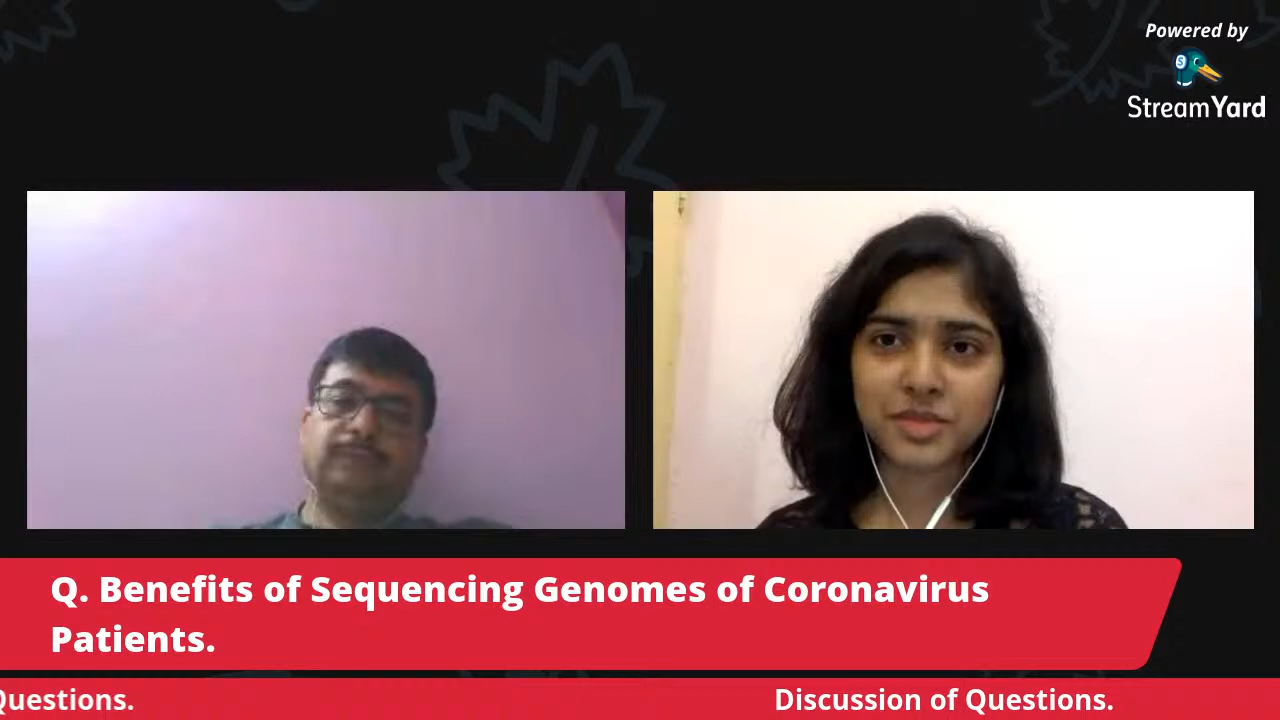 Powered by
StreamYard
Q. Benefits of Sequencing Genomes of Coronavirus
Patients.
Questions.
Discussion of Questions.